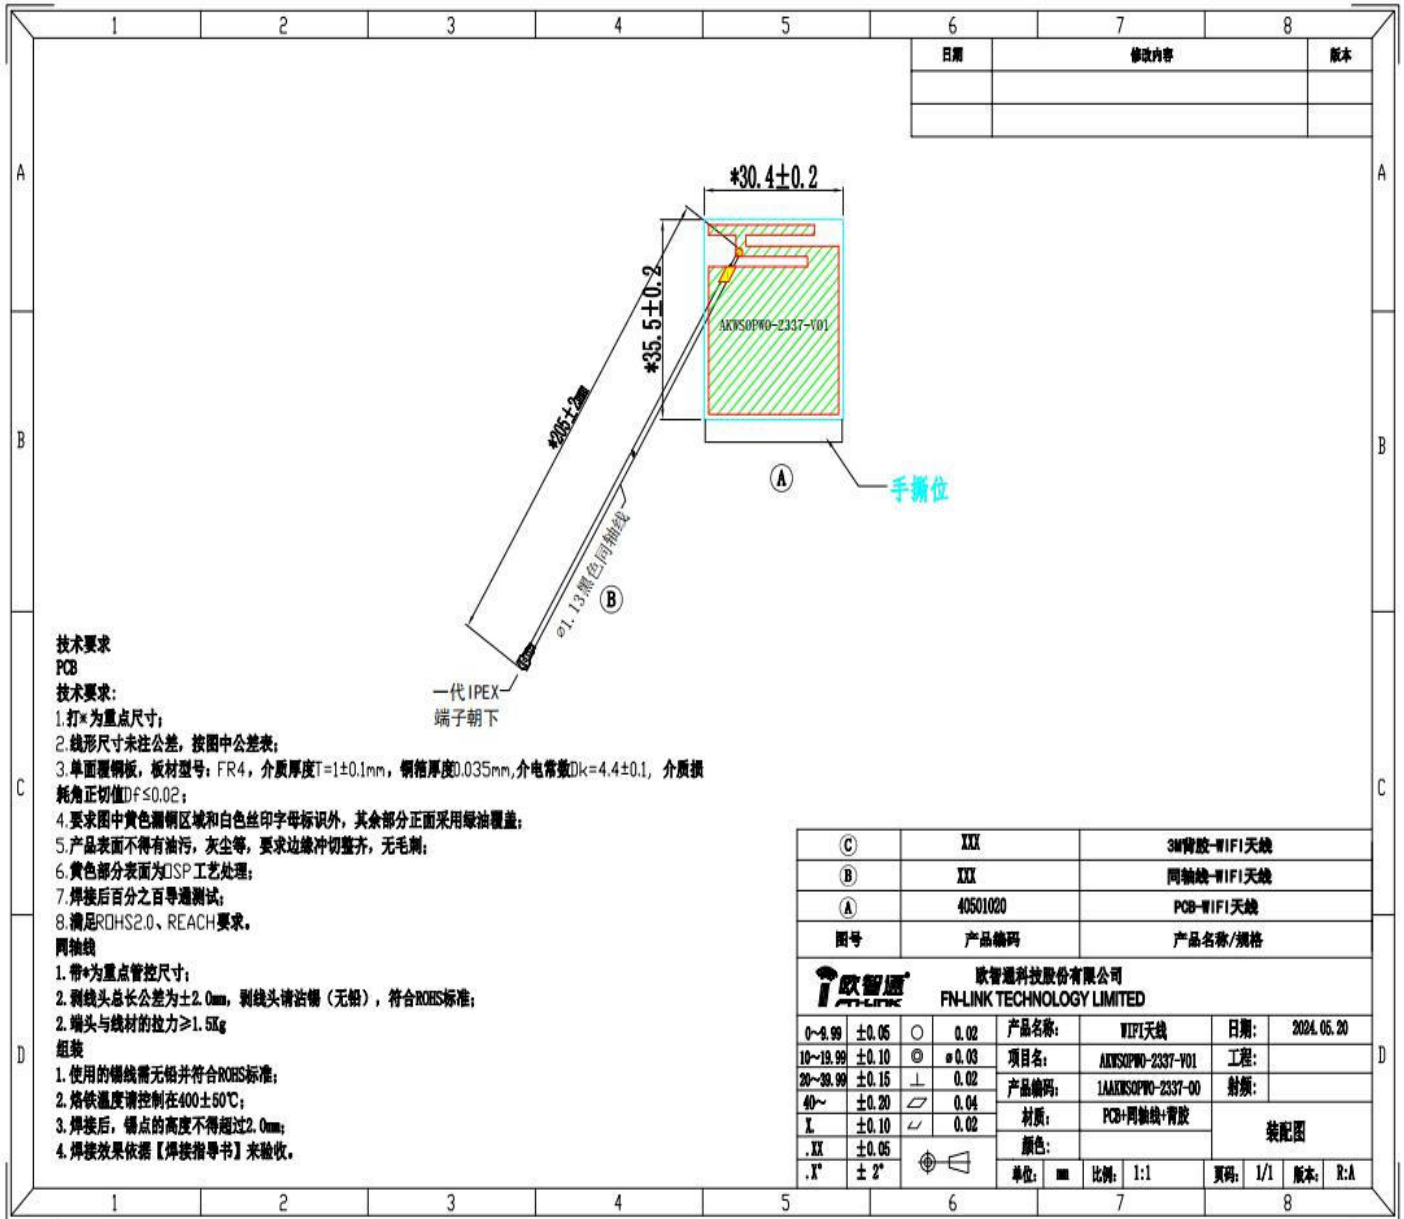 1 2 3 4 5 6 7 8
日期 修改内容 版本
A A
*30.4±0.2
*35.5±0.2
AKWSOPWO-2337-V01
*205±2mm
B B
A
手撕位
ø1.13黑色同轴线
B
一代IPEX
端子朝下
技术要求
PCB
技术要求:
1.打*为重点尺寸;
2.线形尺寸未注公差，按图中公差表;
3.单面覆铜板，板材型号: FR4，介质厚度T=1±0.1mm，铜箔厚度0.035mm,介电常数Dk=4.4±0.1, 介质损
耗角正切值Df≤0.02;
C C
4.要求图中黄色漏铜区域和白色丝印字母标识外，其余部分正面采用绿油覆盖;
5.产品表面不得有油污，灰尘等，要求边缘冲切整齐，无毛刺;
6.黄色部分表面为OSP工艺处理;
7.焊接后百分之百导通测试;
8.满足ROHS2.0、REACH要求。
同轴线
1.带*为重点管控尺寸;
2.剥线头总长公差为±2.0mm，剥线头请沾锡（无铅），符合ROHS标准;
2.端头与线材的拉力≥1.5Kg
组装
1.使用的锡线需无铅并符合ROHS标准;
2.烙铁温度请控制在400±50℃;
3.焊接后，锡点的高度不得超过2.0mm;
4.焊接效果依据【焊接指导书】来验收。
C XXX 3M背胶-WIFI天线
B XXX 同轴线-WIFI天线
A 40501020 PCB-WIFI天线
图号 产品编码 产品名称/规格
欧智通 欧智通科技股份有限公司
FN-LINK FN-LINK TECHNOLOGY LIMITED
0~9.99 ±0.05 0.02 产品名称: WIFI天线 日期: 2024.05.20
10~19.99 ±0.10 ø0.03 项目名: AKWSOPWO-2337-V01 工程:
20~39.99 ±0.15 0.02 产品编码: 1AAKWSOPWO-2337-00 射频:
40~ ±0.20 0.04 材质: PCB+同轴线+背胶 装配图
X. ±0.10 0.02 颜色:
.XX ±0.05
.X° ±2° 单位: mm 比例: 1:1 页码: 1/1 版本: R:A
D D
1 2 3 4 5 6 7 8